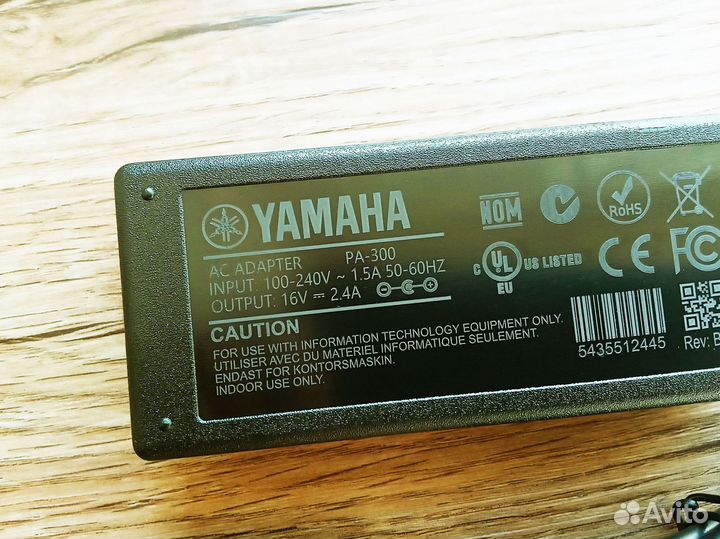 YAMAHA
AC ADAPTER PA-300
INPUT: 100-240V ~ 1.5A 50-60HZ
OUTPUT: 16V ⎓ 2.4A
CAUTION
FOR USE WITH INFORMATION TECHNOLOGY EQUIPMENT ONLY.
UTILISER AVEC DU MATERIEL INFORMATIQUE SEULEMENT.
ENDAST FOR KONTORSMASKIN.
INDOOR USE ONLY.
NOM
RoHS
C UL US LISTED
EU
CE FC
5435512445
Rev: B
Avito